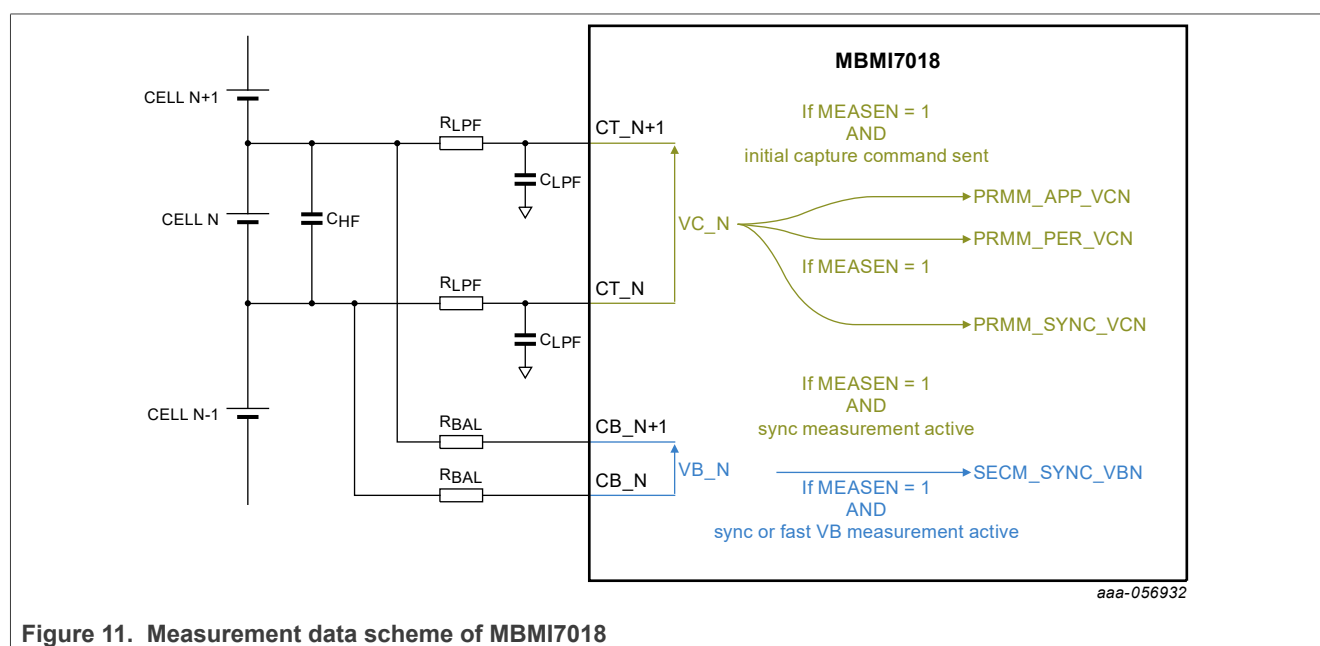 MBMI7018
CELL N+1
RLPF
CT_N+1
If MEASEN = 1
AND
initial capture command sent
CLPF
PRMM_APP_VCN
CELL N
CHF
VC_N
PRMM_PER_VCN
If MEASEN = 1
RLPF
CT_N
PRMM_SYNC_VCN
CLPF
If MEASEN = 1
AND
sync measurement active
CELL N-1
RBAL
CB_N+1
VB_N
SECM_SYNC_VBN
RBAL
CB_N
If MEASEN = 1
AND
sync or fast VB measurement active
aaa-056932
Figure 11. Measurement data scheme of MBMI7018